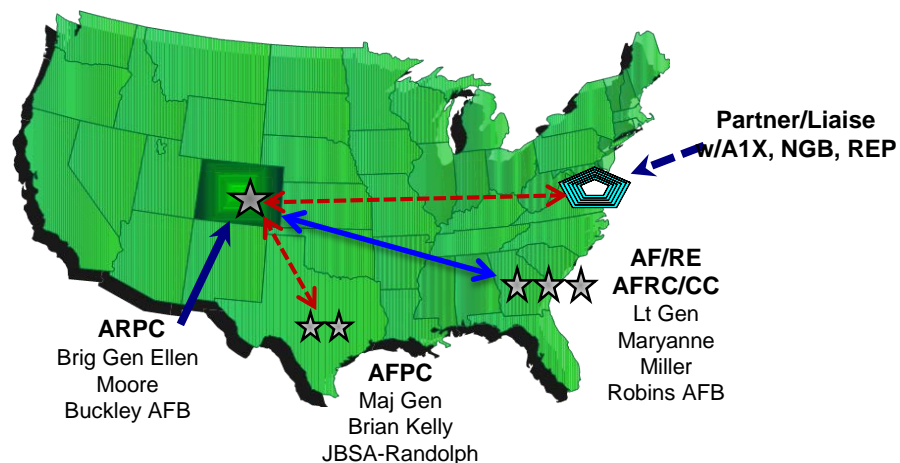 Partner/Liaise
w/A1X, NGB, REP
AF/RE
AFRC/CC
Lt Gen
Maryanne
Miller
Robins AFB
ARPC
Brig Gen Ellen
Moore
Buckley AFB
AFPC
Maj Gen
Brian Kelly
JBSA-Randolph